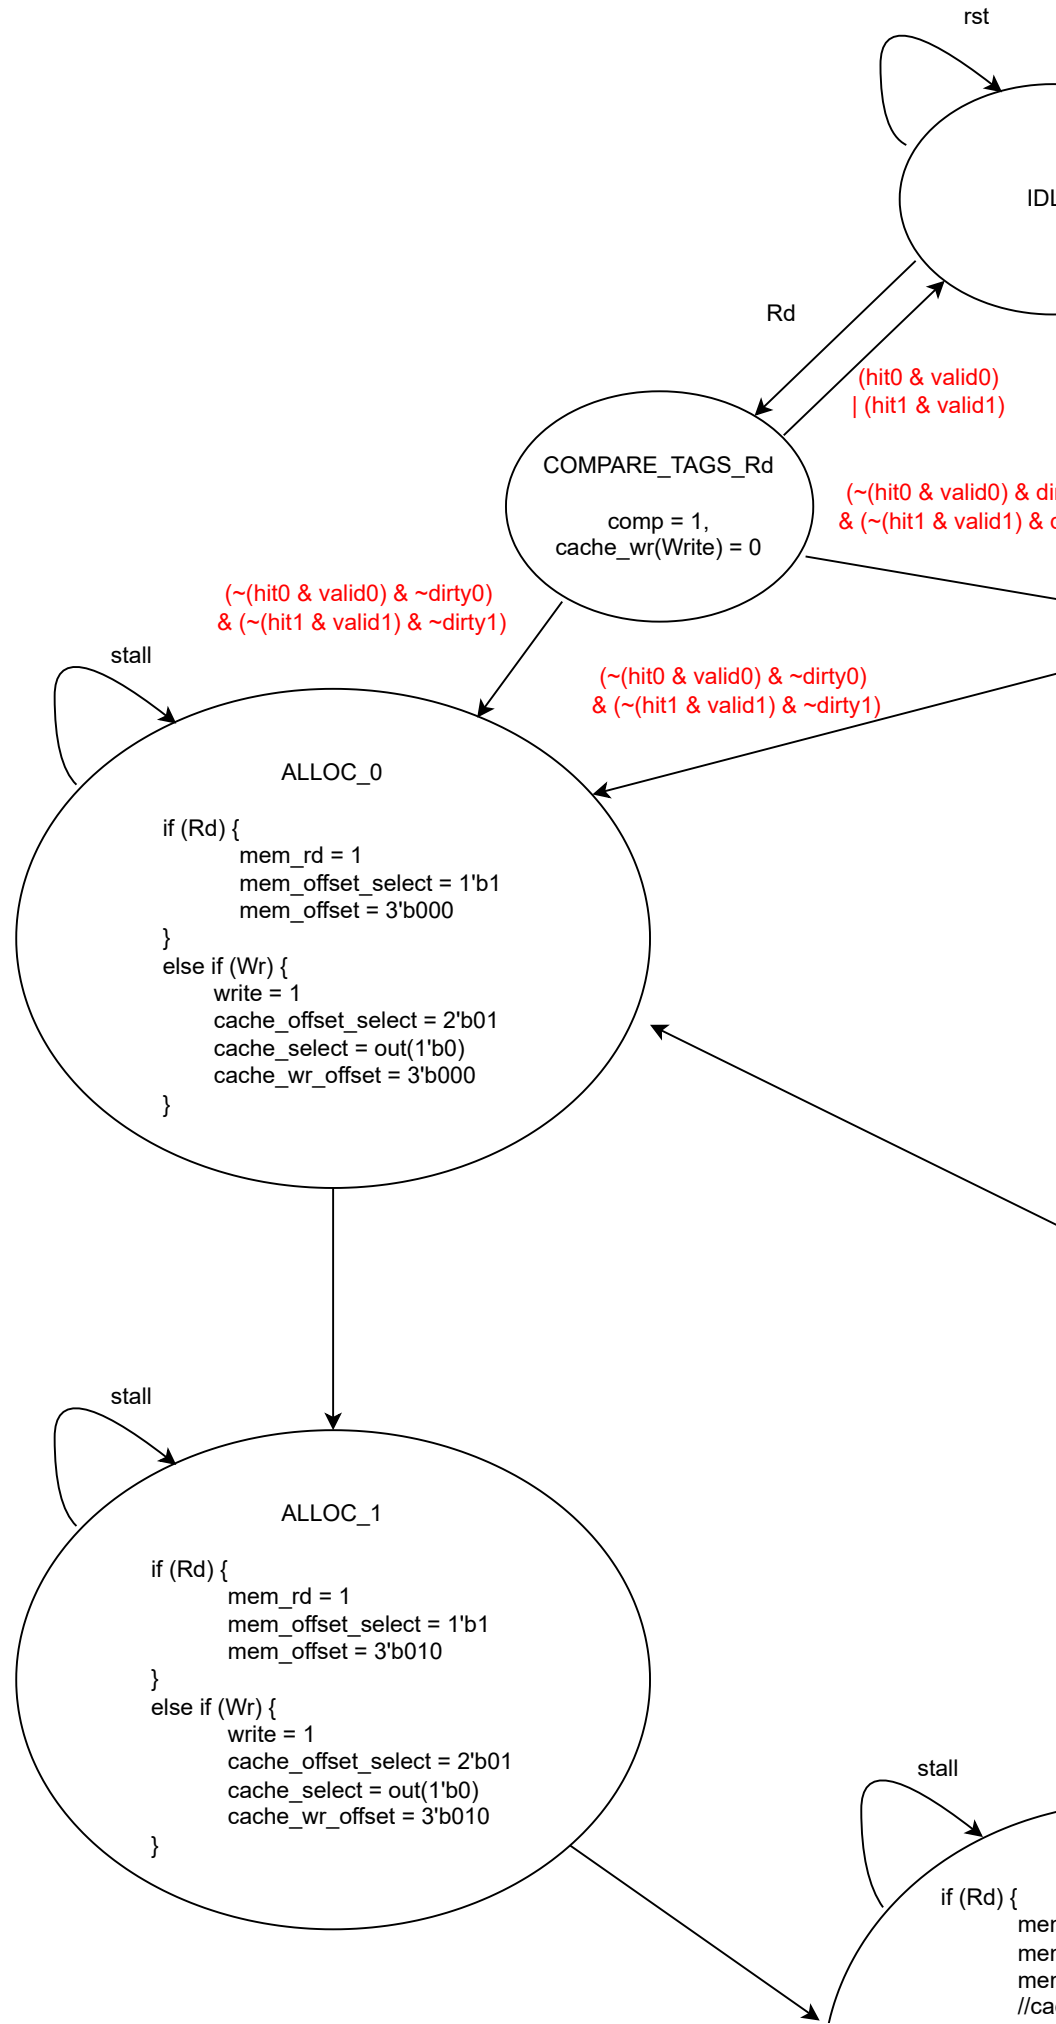 rst
IDL
Rd
(hit0 & valid0)
| (hit1 & valid1)
COMPARE_TAGS_Rd
comp = 1,
cache_wr(Write) = 0
(~(hit0 & valid0) & di
& (~(hit1 & valid1) & d
(~(hit0 & valid0) & ~dirty0)
& (~(hit1 & valid1) & ~dirty1)
stall
(~(hit0 & valid0) & ~dirty0)
& (~(hit1 & valid1) & ~dirty1)
ALLOC_0
if (Rd) {
mem_rd = 1
mem_offset_select = 1'b1
mem_offset = 3'b000
}
else if (Wr) {
write = 1
cache_offset_select = 2'b01
cache_select = out(1'b0)
cache_wr_offset = 3'b000
}
stall
ALLOC_1
if (Rd) {
mem_rd = 1
mem_offset_select = 1'b1
mem_offset = 3'b010
}
else if (Wr) {
write = 1
cache_offset_select = 2'b01
cache_select = out(1'b0)
cache_wr_offset = 3'b010
}
stall
if (Rd) {
mem
mem
mem
//ca